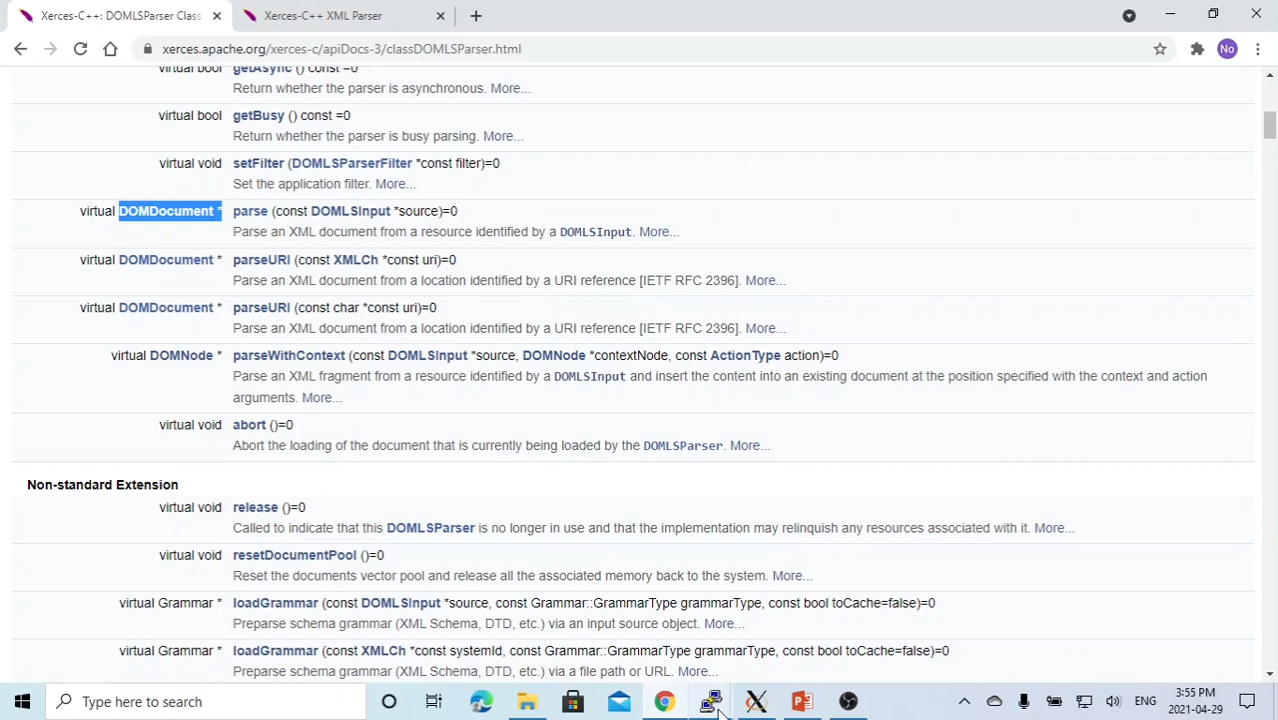 Xerces-C++: DOMLSParser Class
Xerces-C++ XML Parser
xerces.apache.org/xerces-c/apiDocs-3/classDOMLSParser.html
No
virtual bool getAsync () const =0
Return whether the parser is asynchronous. More...
virtual bool getBusy () const =0
Return whether the parser is busy parsing. More...
virtual void setFilter (DOMLSParserFilter *const filter)=0
Set the application filter. More...
virtual DOMDocument * parse (const DOMLSInput *source)=0
Parse an XML document from a resource identified by a DOMLSInput. More...
virtual DOMDocument * parseURI (const XMLCh *const uri)=0
Parse an XML document from a location identified by a URI reference [IETF RFC 2396]. More...
virtual DOMDocument * parseURI (const char *const uri)=0
Parse an XML document from a location identified by a URI reference [IETF RFC 2396]. More...
virtual DOMNode * parseWithContext (const DOMLSInput *source, DOMNode *contextNode, const ActionType action)=0
Parse an XML fragment from a resource identified by a DOMLSInput and insert the content into an existing document at the position specified with the context and action
arguments. More...
virtual void abort ()=0
Abort the loading of the document that is currently being loaded by the DOMLSParser. More...
Non-standard Extension
virtual void release ()=0
Called to indicate that this DOMLSParser is no longer in use and that the implementation may relinquish any resources associated with it. More...
virtual void resetDocumentPool ()=0
Reset the documents vector pool and release all the associated memory back to the system. More...
virtual Grammar * loadGrammar (const DOMLSInput *source, const Grammar::GrammarType grammarType, const bool toCache=false)=0
Preparse schema grammar (XML Schema, DTD, etc.) via an input source object. More...
virtual Grammar * loadGrammar (const XMLCh *const systemId, const Grammar::GrammarType grammarType, const bool toCache=false)=0
Preparse schema grammar (XML Schema, DTD, etc.) via a file path or URL. More...
Type here to search
ENG
3:55 PM
2021-04-29